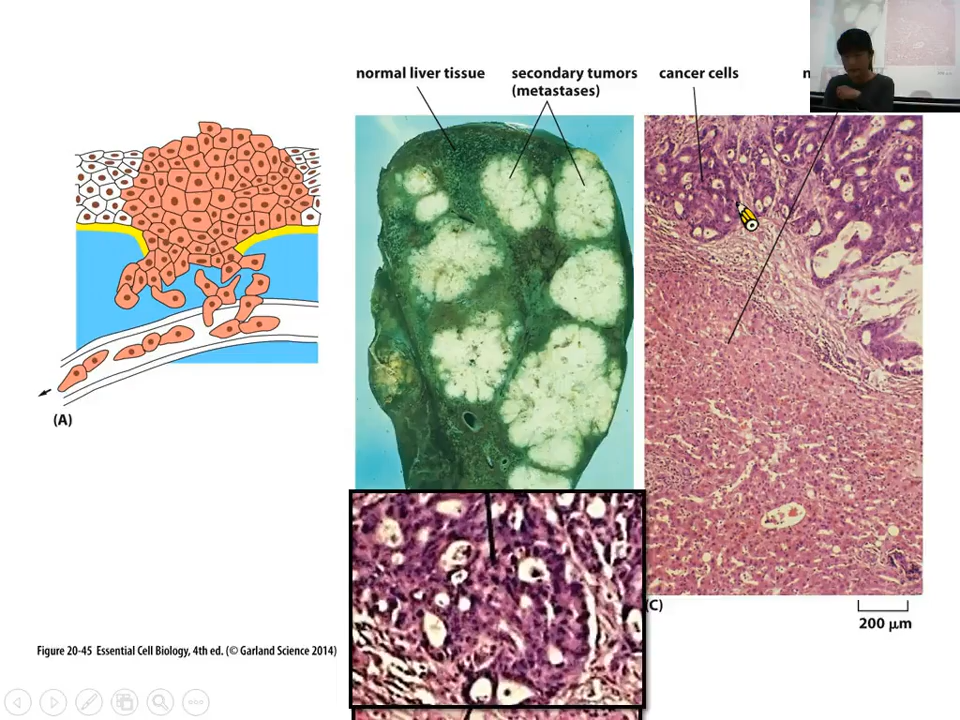 normal liver tissue
secondary tumors
(metastases)
cancer cells
(A)
(C)
200 μm
Figure 20-45 Essential Cell Biology, 4th ed. (© Garland Science 2014)